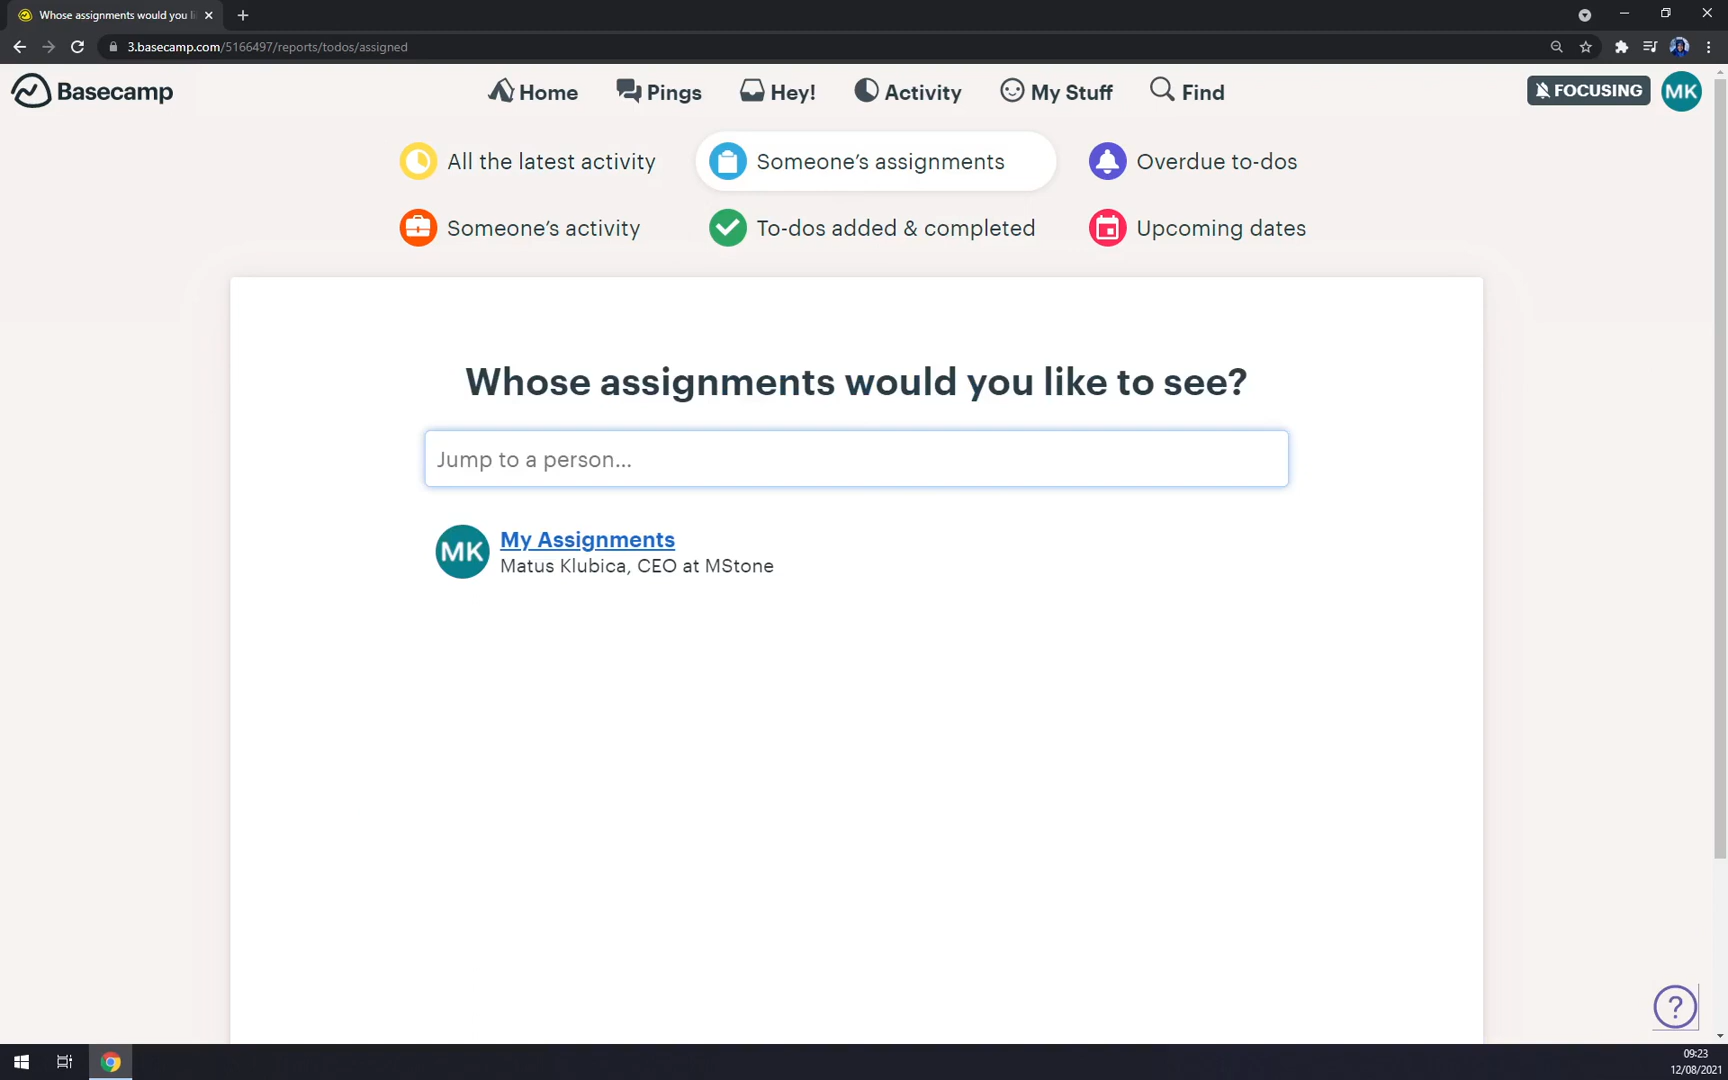 Whose assignments would you li
3.basecamp.com/5166497/reports/todos/assigned
Basecamp
Home
Pings
Hey!
Activity
My Stuff
Find
FOCUSING
MK
All the latest activity
Someone's assignments
Overdue to-dos
Someone's activity
To-dos added & completed
Upcoming dates
Whose assignments would you like to see?
Jump to a person...
MK
My Assignments
Matus Klubica, CEO at MStone
?
09:23
12/08/2021